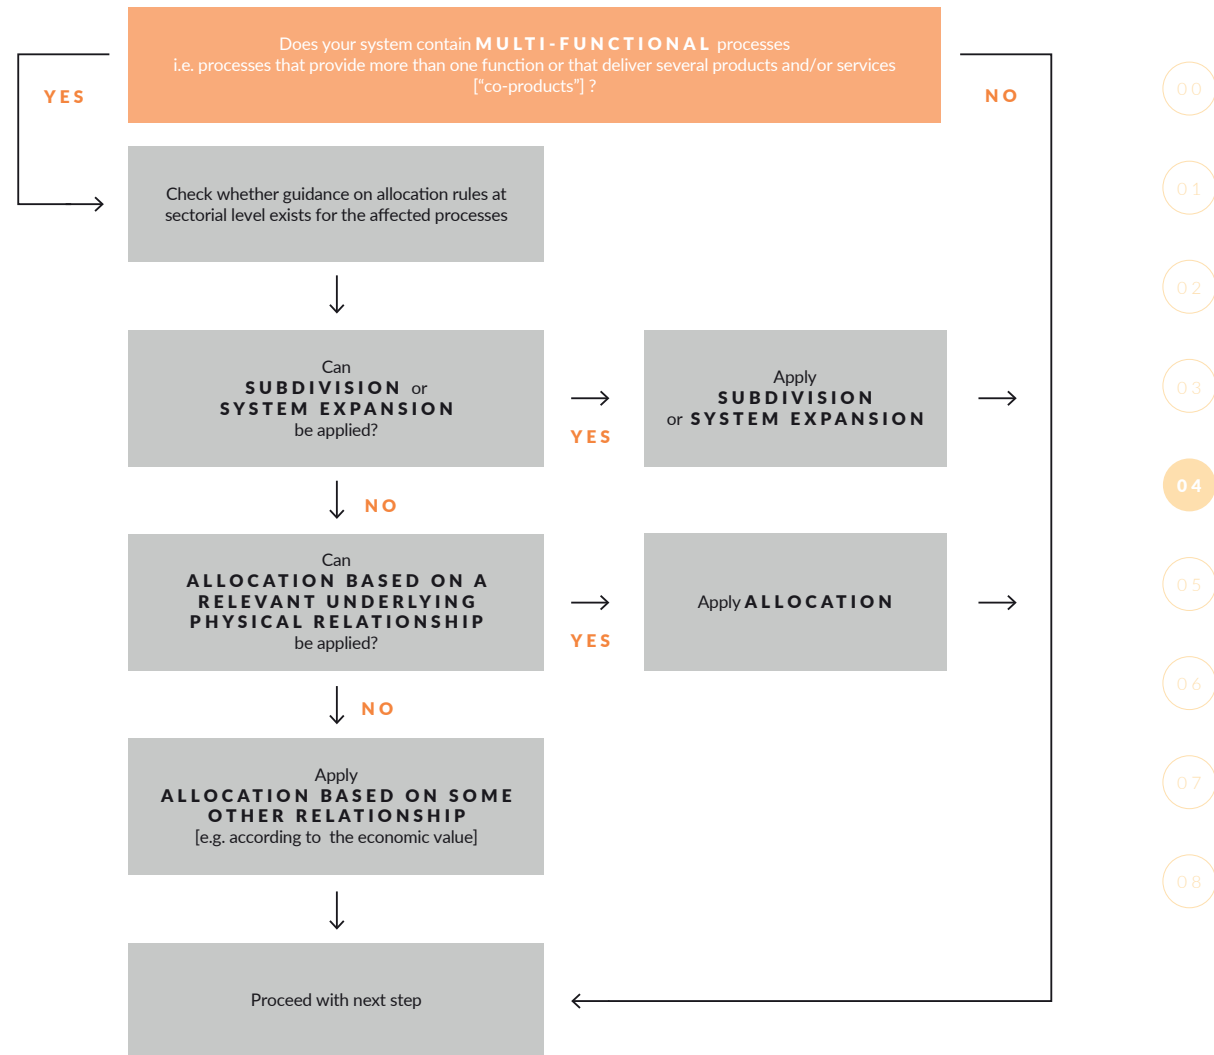 Does your system contain MULTI-FUNCTIONAL processes
i.e. processes that provide more than one function or that deliver several products and/or services
[“co-products”] ?
YES
NO
Check whether guidance on allocation rules at
sectorial level exists for the affected processes
Can
SUBDIVISION or
SYSTEM EXPANSION
be applied?
YES
Apply
SUBDIVISION
or SYSTEM EXPANSION
NO
Can
ALLOCATION BASED ON A
RELEVANT UNDERLYING
PHYSICAL RELATIONSHIP
be applied?
YES
Apply ALLOCATION
NO
Apply
ALLOCATION BASED ON SOME
OTHER RELATIONSHIP
[e.g. according to the economic value]
Proceed with next step
00
01
02
03
04
05
06
07
08